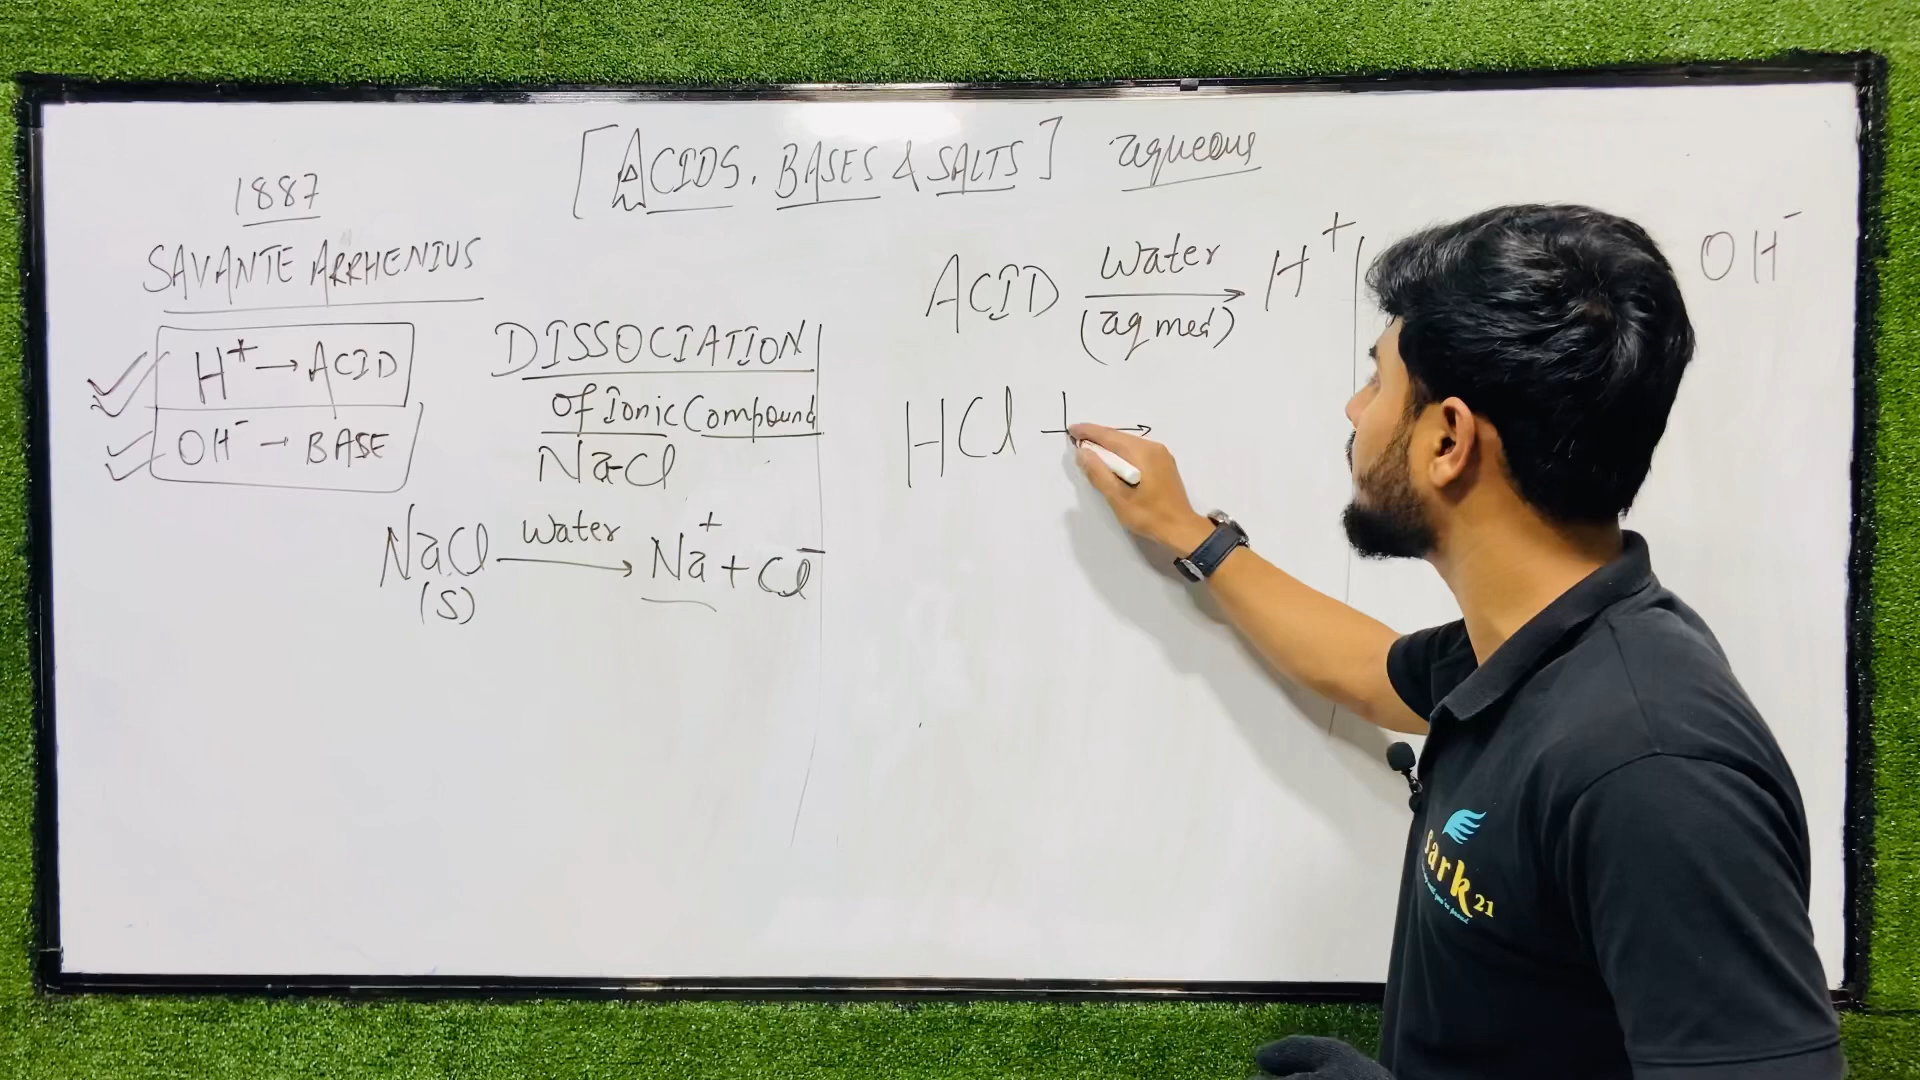 [ACIDS, BASES & SALTS] aqueous
1887
SAVANTE ARRHENIUS
H⁺ → ACID
OH⁻ → BASE
DISSOCIATION
Of Ionic Compound
NaCl
NaCl —Water→ Na⁺ + Cl⁻
(S)
ACID —Water→ H⁺
(aq med)
OH⁻
HCl + →
Sark 21